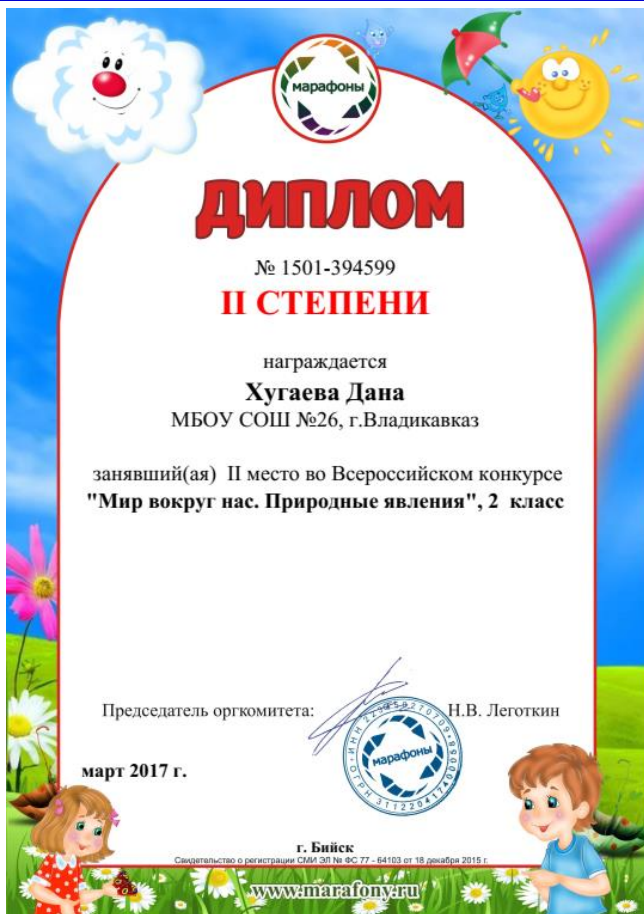 марафоны
ДИПЛОМ
№ 1501-394599
II СТЕПЕНИ
награждается
Хугаева Дана
МБОУ СОШ №26, г.Владикавказ
занявший(ая) II место во Всероссийском конкурсе
"Мир вокруг нас. Природные явления", 2 класс
Председатель оргкомитета:
Н.В. Леготкин
марафоны
март 2017 г.
г. Бийск
Свидетельство о регистрации СМИ ЭЛ № ФС 77 - 64103 от 18 декабря 2015 г.
www.marafony.ru